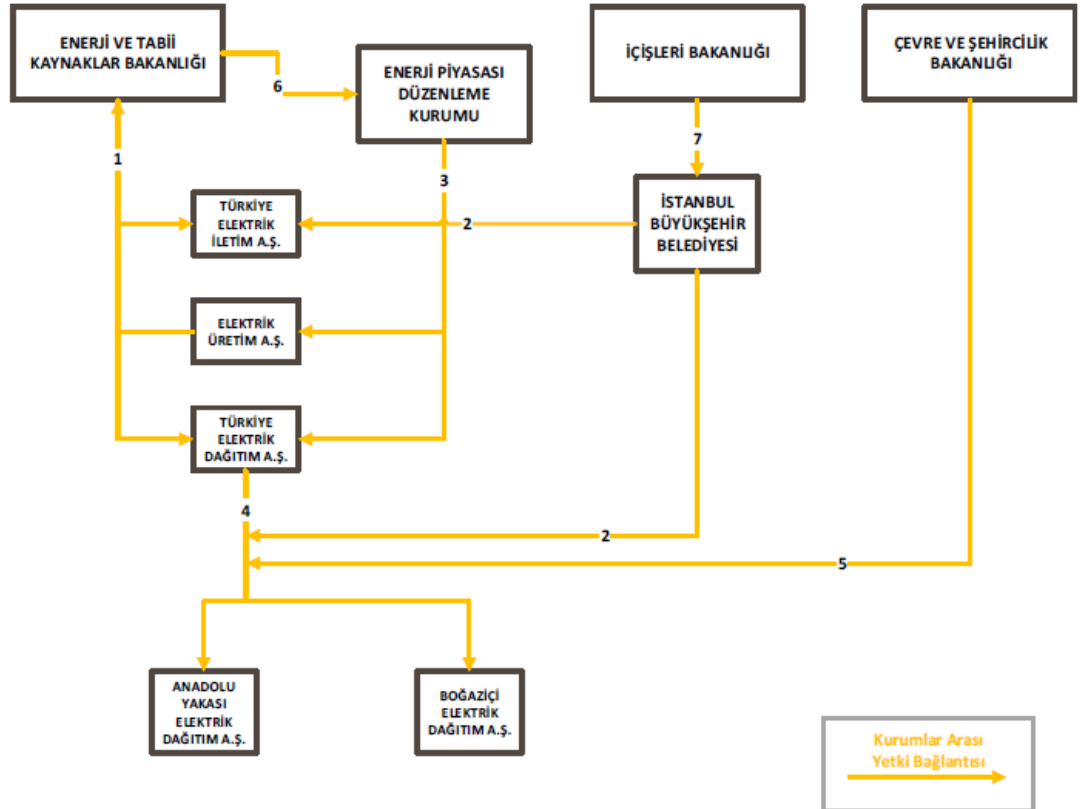 ENERJİ VE TABİİ
KAYNAKLAR BAKANLIĞI
6
ENERJİ PİYASASI
DÜZENLEME
KURUMU
İÇİŞLERİ BAKANLIĞI
ÇEVRE VE ŞEHİRCİLİK
BAKANLIĞI
1
3
7
TÜRKİYE
ELEKTRİK
İLETİM A.Ş.
2
İSTANBUL
BÜYÜKŞEHİR
BELEDİYESİ
ELEKTRİK
ÜRETİM A.Ş.
TÜRKİYE
ELEKTRİK
DAĞITIM A.Ş.
4
2
5
ANADOLU
YAKASI
ELEKTRİK
DAĞITIM A.Ş.
BOĞAZİÇİ
ELEKTRİK
DAĞITIM A.Ş.
Kurumlar Arası
Yetki Bağlantısı